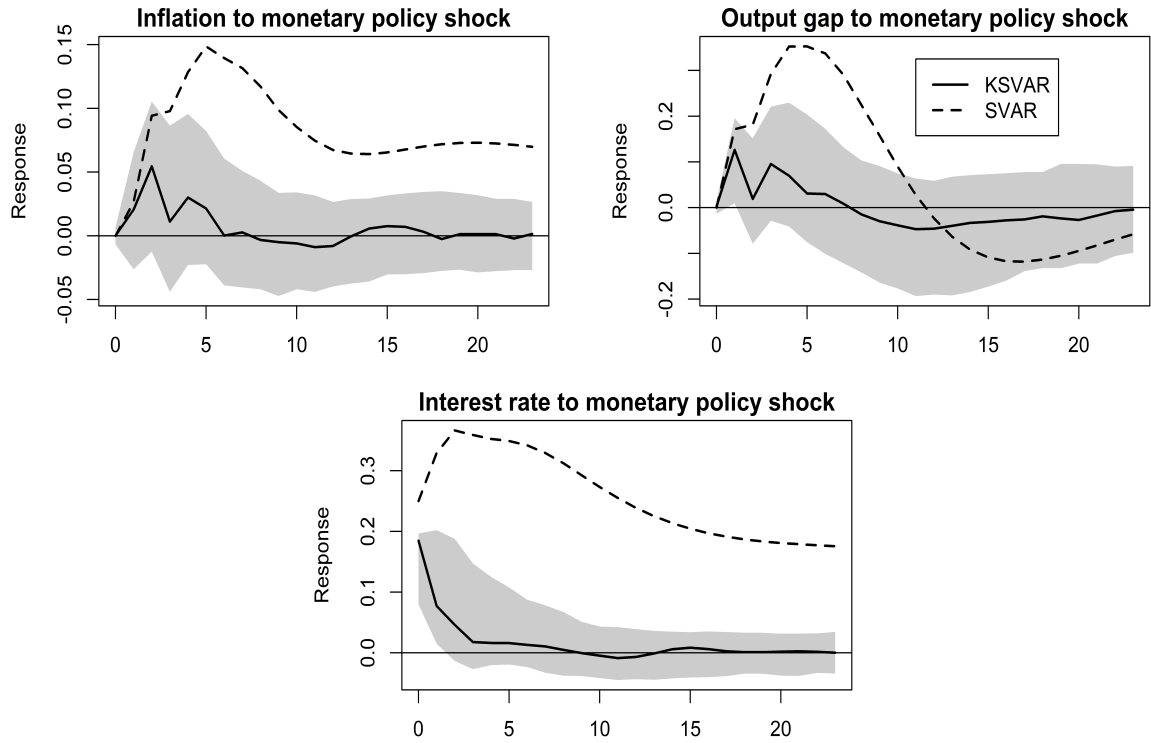 Inflation to monetary policy shock
Response
0.15
0.10
0.05
0.00
-0.05
0 5 10 15 20
Output gap to monetary policy shock
Response
0.2
0.0
-0.2
KSVAR
SVAR
0 5 10 15 20
Interest rate to monetary policy shock
Response
0.3
0.2
0.1
0.0
0 5 10 15 20